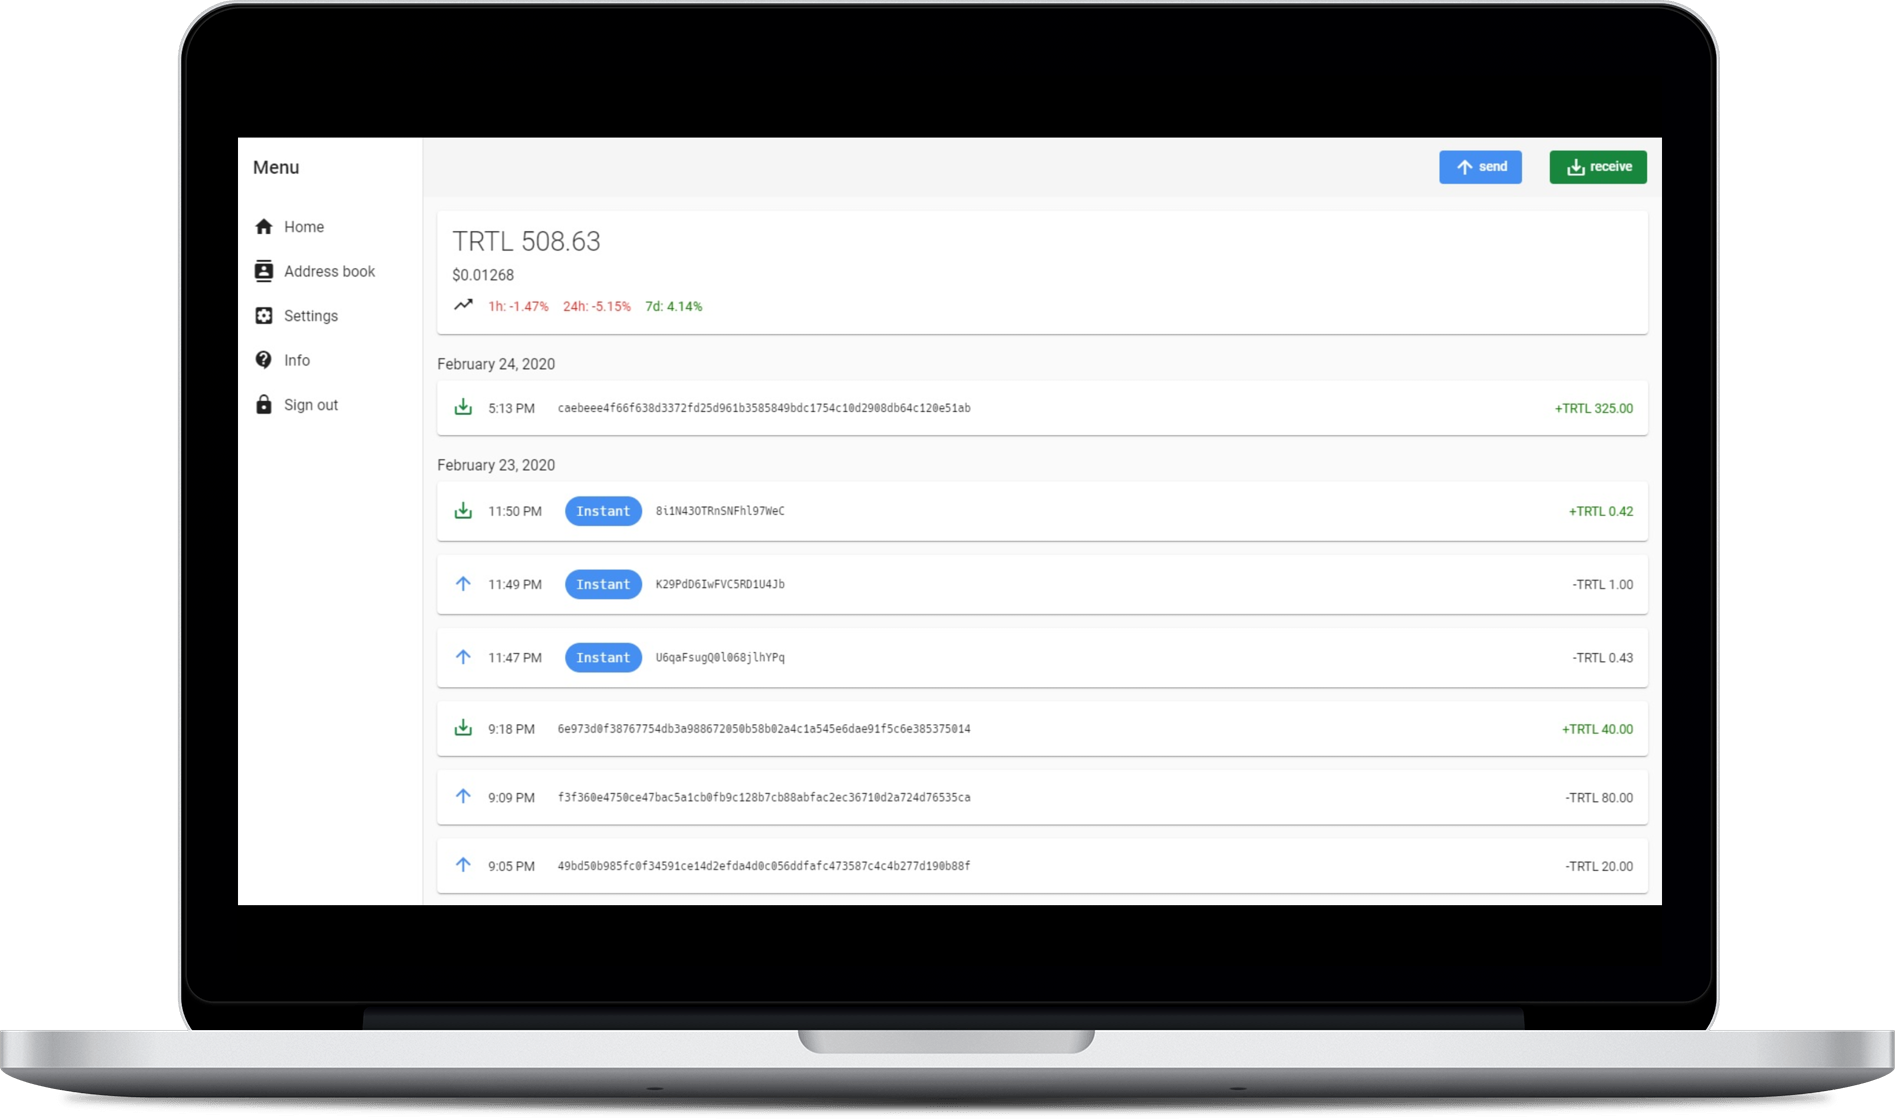 Menu
send
receive
Home
Address book
Settings
Info
Sign out
TRTL 508.63
$0.01268
1h: -1.47% 24h: -5.15% 7d: 4.14%
February 24, 2020
5:13 PM caebeee4f66f638d3372fd25d961b3585849bdc1754c10d2908db64c120e51ab +TRTL 325.00
February 23, 2020
11:50 PM Instant 8i1N43OTRnSNFhl97WeC +TRTL 0.42
11:49 PM Instant K29PdD6IwFVC5RD1U4Jb -TRTL 1.00
11:47 PM Instant U6qaFsugQ0l068jlhYPq -TRTL 0.43
9:18 PM 6e973d0f38767754db3a988672050b58b02a4c1a545e6dae91f5c6e385375014 +TRTL 40.00
9:09 PM f3f360e4750ce47bac5a1cb0fb9c128b7cb88abfac2ec36710d2a724d76535ca -TRTL 80.00
9:05 PM 49bd50b985fc0f34591ce14d2efda4d0c056ddfafc473587c4c4b277d190b88f -TRTL 20.00